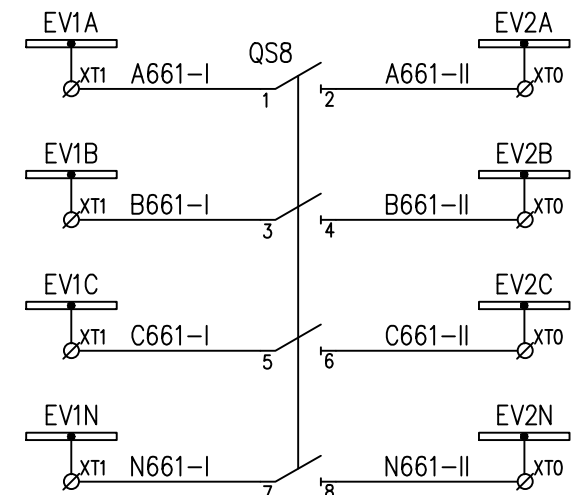 EV1A EV2A
QS8
XT1 A661-I A661-II XT0
1 2
EV1B EV2B
XT1 B661-I B661-II XT0
3 4
EV1C EV2C
XT1 C661-I C661-II XT0
5 6
EV1N EV2N
XT1 N661-I N661-II XT0
7 8